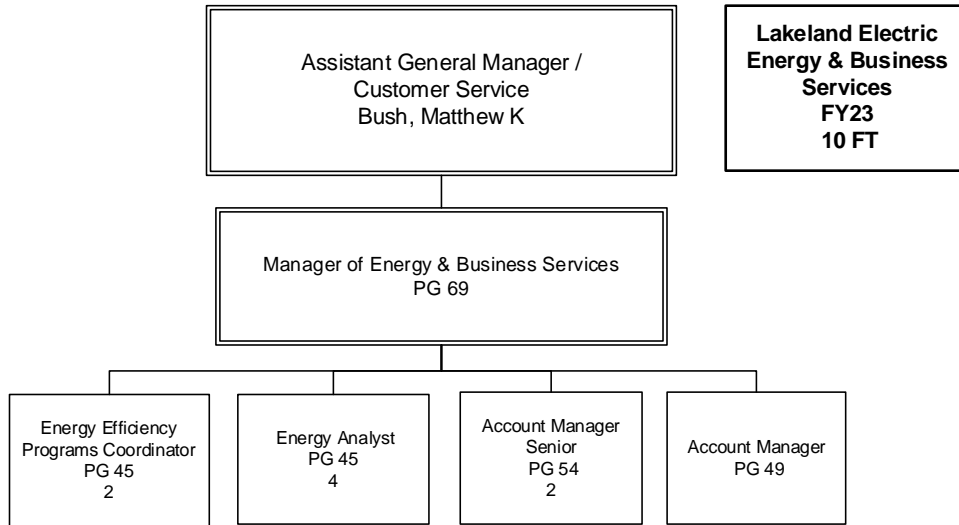 Assistant General Manager /
Customer Service
Bush, Matthew K
Lakeland Electric
Energy & Business
Services
FY23
10 FT
Manager of Energy & Business Services
PG 69
Energy Efficiency
Programs Coordinator
PG 45
2
Energy Analyst
PG 45
4
Account Manager
Senior
PG 54
2
Account Manager
PG 49